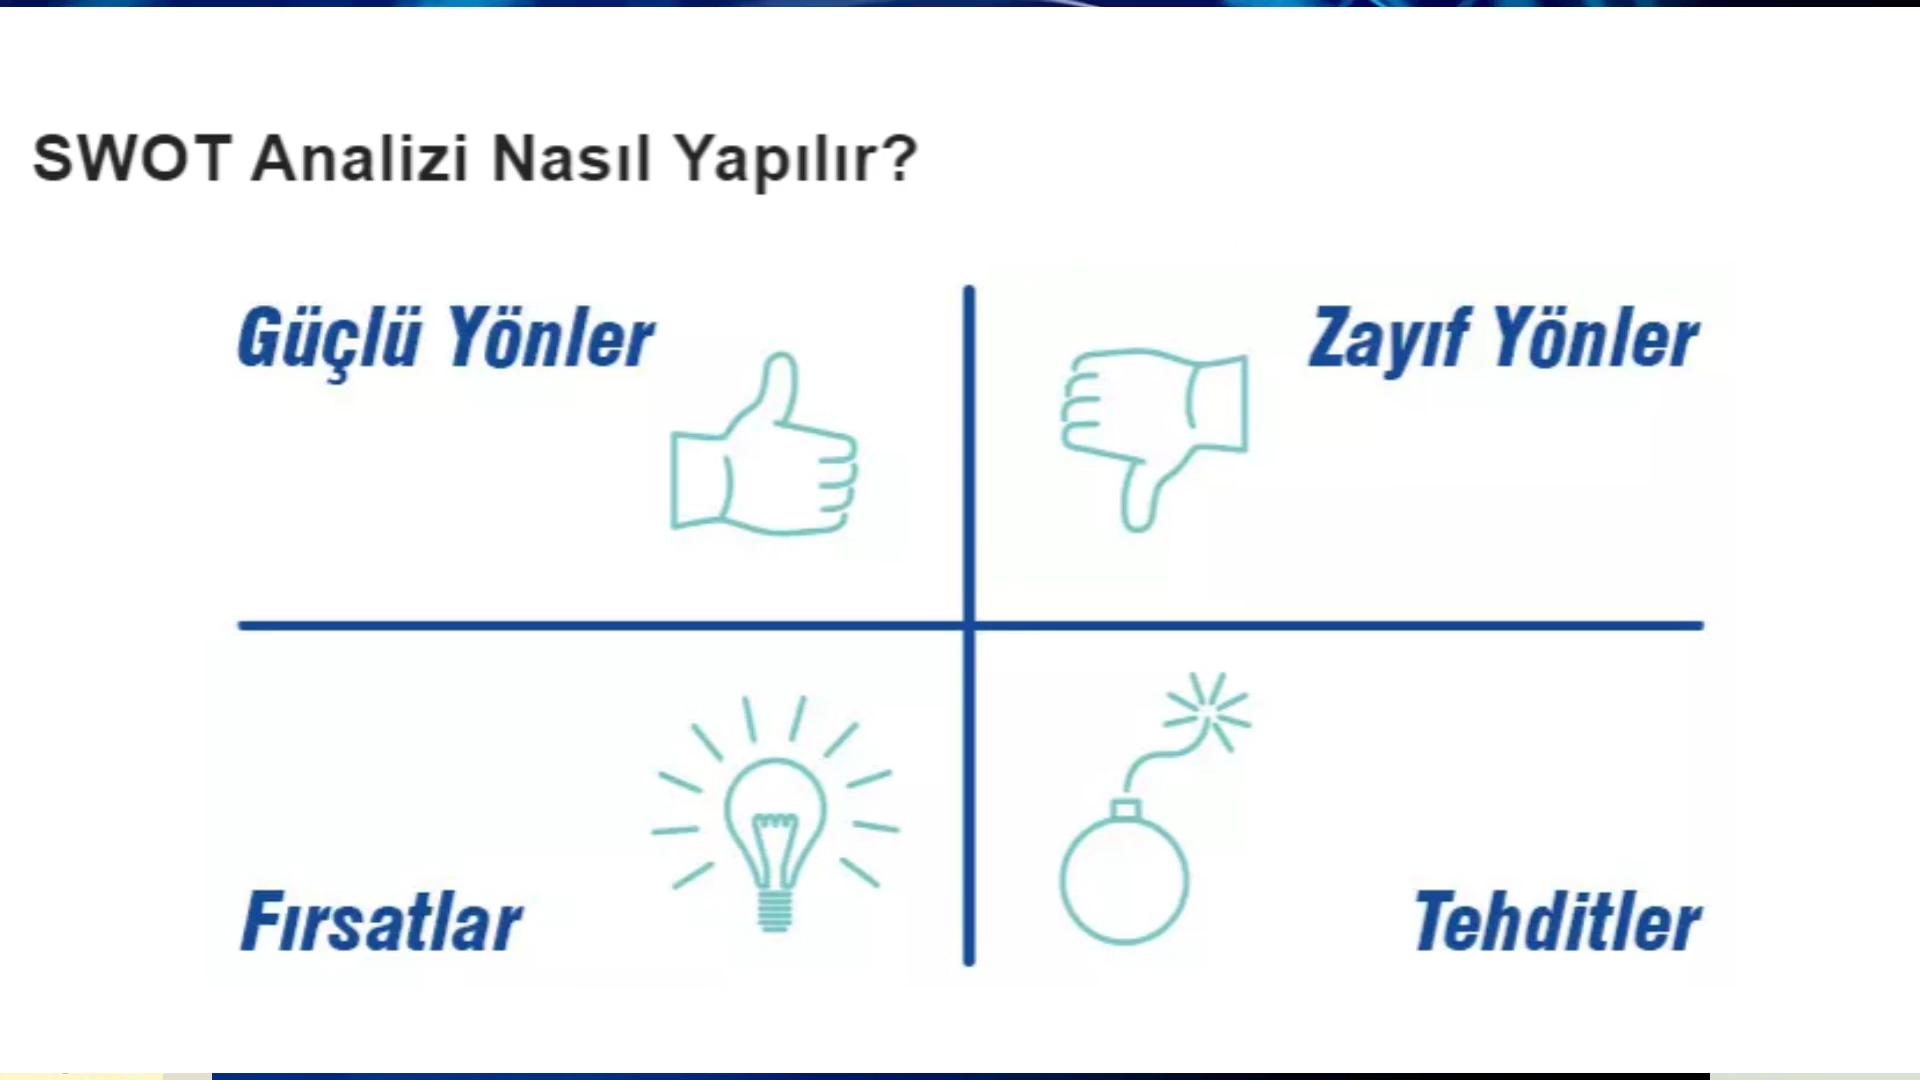 SWOT Analizi Nasıl Yapılır?
Güçlü Yönler
Zayıf Yönler
Fırsatlar
Tehditler